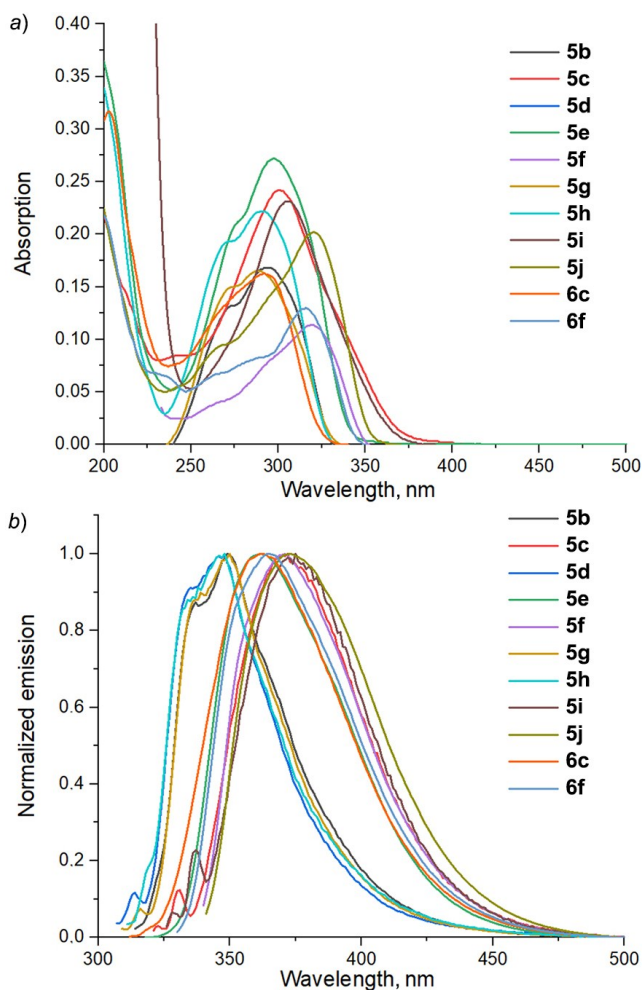 a)
Absorption
0.40
0.35
0.30
0.25
0.20
0.15
0.10
0.05
0.00
200 250 300 350 400 450 500
Wavelength, nm
5b
5c
5d
5e
5f
5g
5h
5i
5j
6c
6f
b)
Normalized emission
1.0
0.8
0.6
0.4
0.2
0.0
300 350 400 450 500
Wavelength, nm
5b
5c
5d
5e
5f
5g
5h
5i
5j
6c
6f